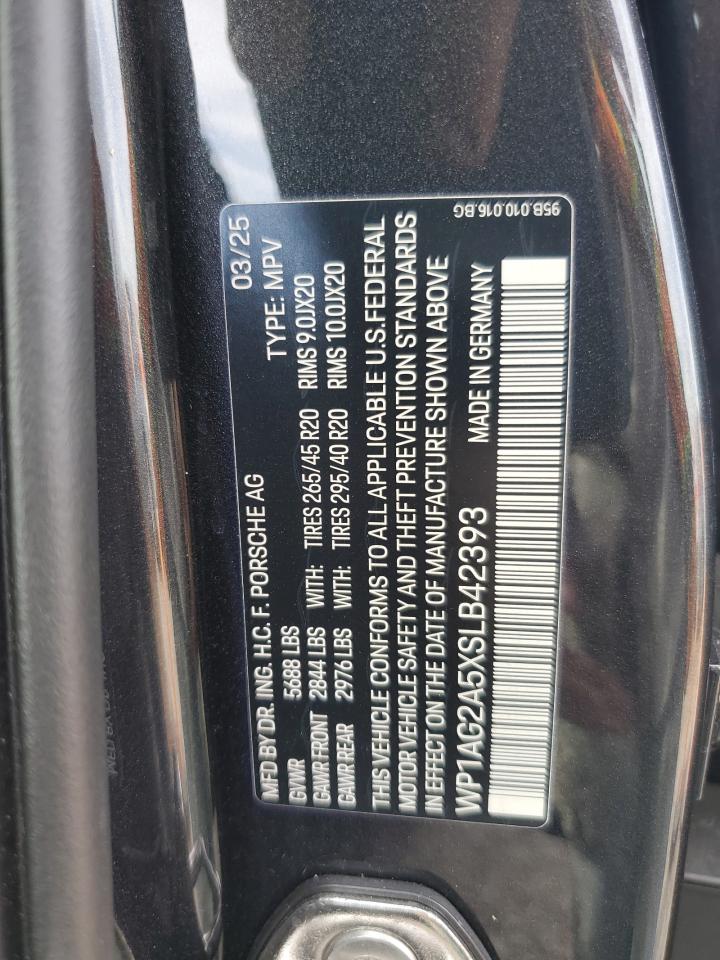 MFD BY DR. ING. H.C. F. PORSCHE AG 03/25
GVWR 5688 LBS TYPE: MPV
GAWR FRONT 2844 LBS WITH: TIRES 265/45 R20 RIMS 9.0JX20
GAWR REAR 2976 LBS WITH: TIRES 295/40 R20 RIMS 10.0JX20
THIS VEHICLE CONFORMS TO ALL APPLICABLE U.S.FEDERAL
MOTOR VEHICLE SAFETY AND THEFT PREVENTION STANDARDS
IN EFFECT ON THE DATE OF MANUFACTURE SHOWN ABOVE
WP1AG2A5XSLB42393 MADE IN GERMANY
95B.010.016.BG